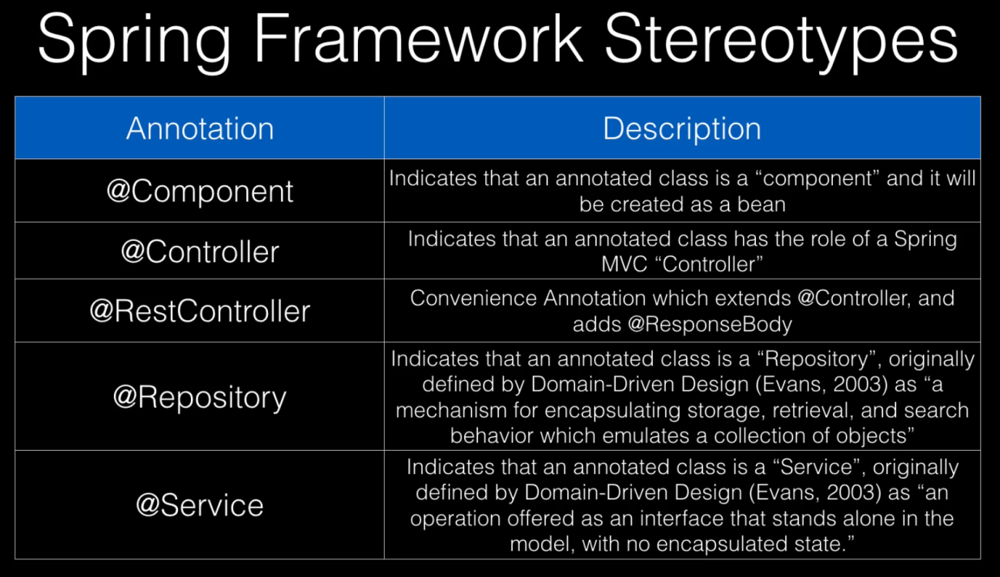 Spring Framework Stereotypes
Annotation
Description
@Component
Indicates that an annotated class is a “component” and it will
be created as a bean
@Controller
Indicates that an annotated class has the role of a Spring
MVC “Controller”
@RestController
Convenience Annotation which extends @Controller, and
adds @ResponseBody
@Repository
Indicates that an annotated class is a “Repository”, originally
defined by Domain-Driven Design (Evans, 2003) as “a
mechanism for encapsulating storage, retrieval, and search
behavior which emulates a collection of objects”
@Service
Indicates that an annotated class is a “Service”, originally
defined by Domain-Driven Design (Evans, 2003) as “an
operation offered as an interface that stands alone in the
model, with no encapsulated state.”